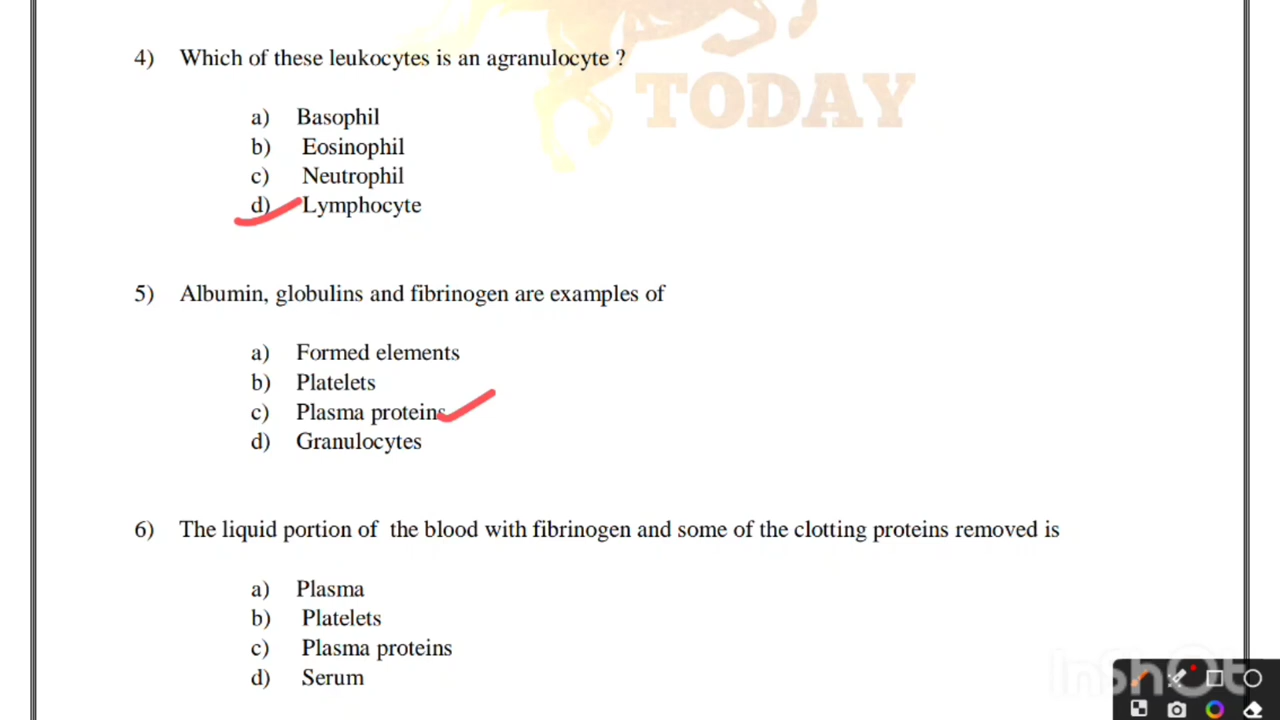 TODAY
4) Which of these leukocytes is an agranulocyte ?
a) Basophil
b) Eosinophil
c) Neutrophil
d) Lymphocyte
5) Albumin, globulins and fibrinogen are examples of
a) Formed elements
b) Platelets
c) Plasma proteins
d) Granulocytes
6) The liquid portion of the blood with fibrinogen and some of the clotting proteins removed is
a) Plasma
b) Platelets
c) Plasma proteins
d) Serum
InShOt